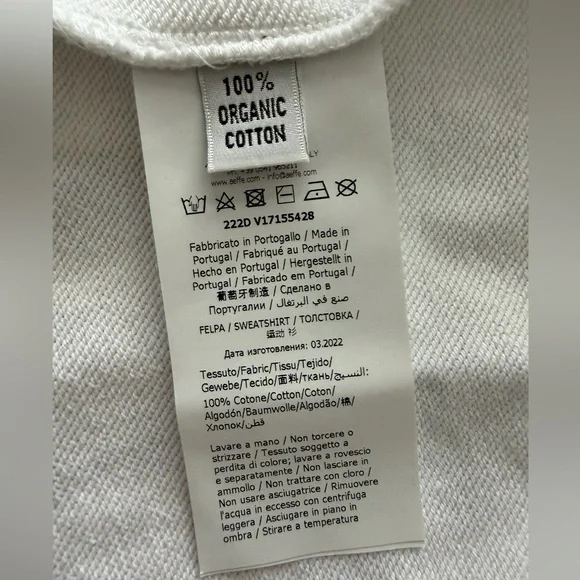 100%
ORGANIC
COTTON
www.aeffe.com - info@aeffe.com
222D V17155428
Fabbricato in Portogallo / Made in
Portugal / Fabriqué au Portugal /
Hecho en Portugal / Hergestellt in
Portugal / Fabricado em Portugal /
葡萄牙制造 / Сделано в
Португалии / صنع في البرتغال
FELPA / SWEATSHIRT / ТОЛСТОВКА /
运动 衫
Дата изготовления: 03.2022
Tessuto/Fabric/Tissu/Tejido/
Gewebe/Tecido/面料/ткань/النسيج:
100% Cotone/Cotton/Coton/
Algodón/Baumwolle/Algodão/棉/
Хлопок/قطن
Lavare a mano / Non torcere o
strizzare / Tessuto soggetto a
perdita di colore; lavare a rovescio
e separatamente / Non lasciare in
ammollo / Non trattare con cloro /
Non usare asciugatrice / Rimuovere
l'acqua in eccesso con centrifuga
leggera / Asciugare in piano in
ombra / Stirare a temperatura